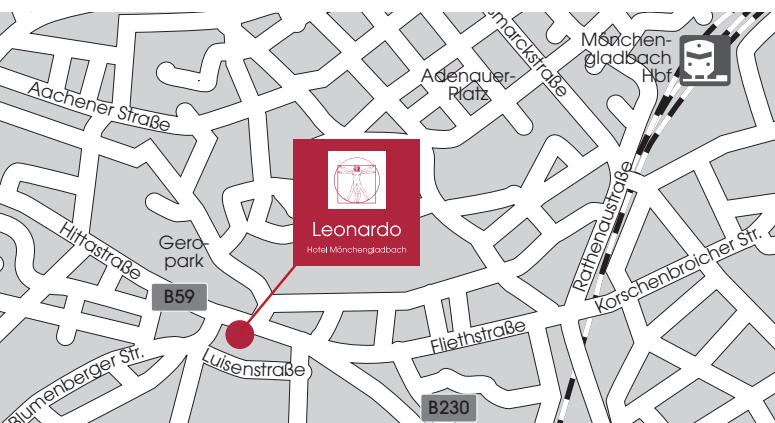 Bismarckstraße
Mönchen-
gladbach
Hbf
Adenauer-
Platz
Aachener Straße
Leonardo
Hotel Mönchengladbach
Rathenaustraße
Hittastraße
Gero-
park
Korschenbroicher Str.
B59
Fliethstraße
Luisenstraße
Blumenberger Str.
B230